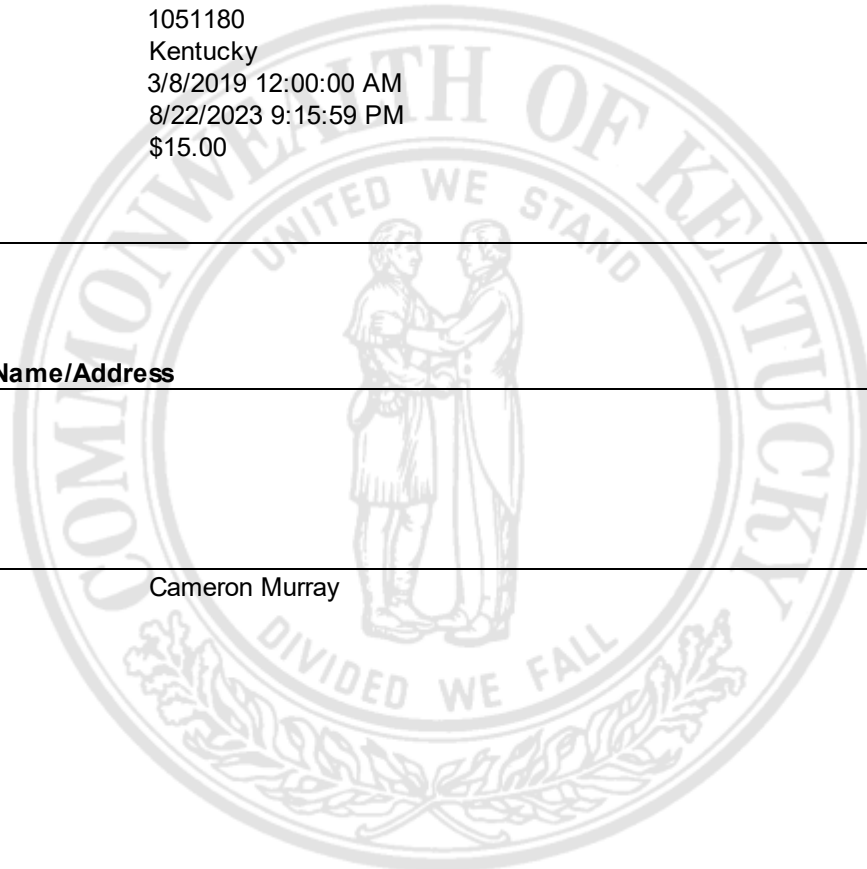 1051180
Kentucky
3/8/2019 12:00:00 AM
8/22/2023 9:15:59 PM
$15.00
Name/Address
Cameron Murray
COMMONWEALTH OF KENTUCKY
UNITED WE STAND
DIVIDED WE FALL